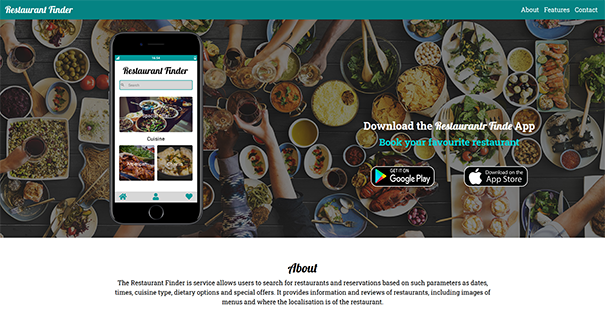 Restaurant Finder
About Features Contact
16:34
Restaurant Finder
Search
Cuisine
American
Download the Restaurantr Finde App
Book your favourite restaurant
GET IT ON
Google Play
Download on the
App Store
About
The Restaurant Finder is service allows users to search for restaurants and reservations based on such parameters as dates,
times, cuisine type, dietary options and special offers. It provides information and reviews of restaurants, including images of
menus and where the localisation is of the restaurant.